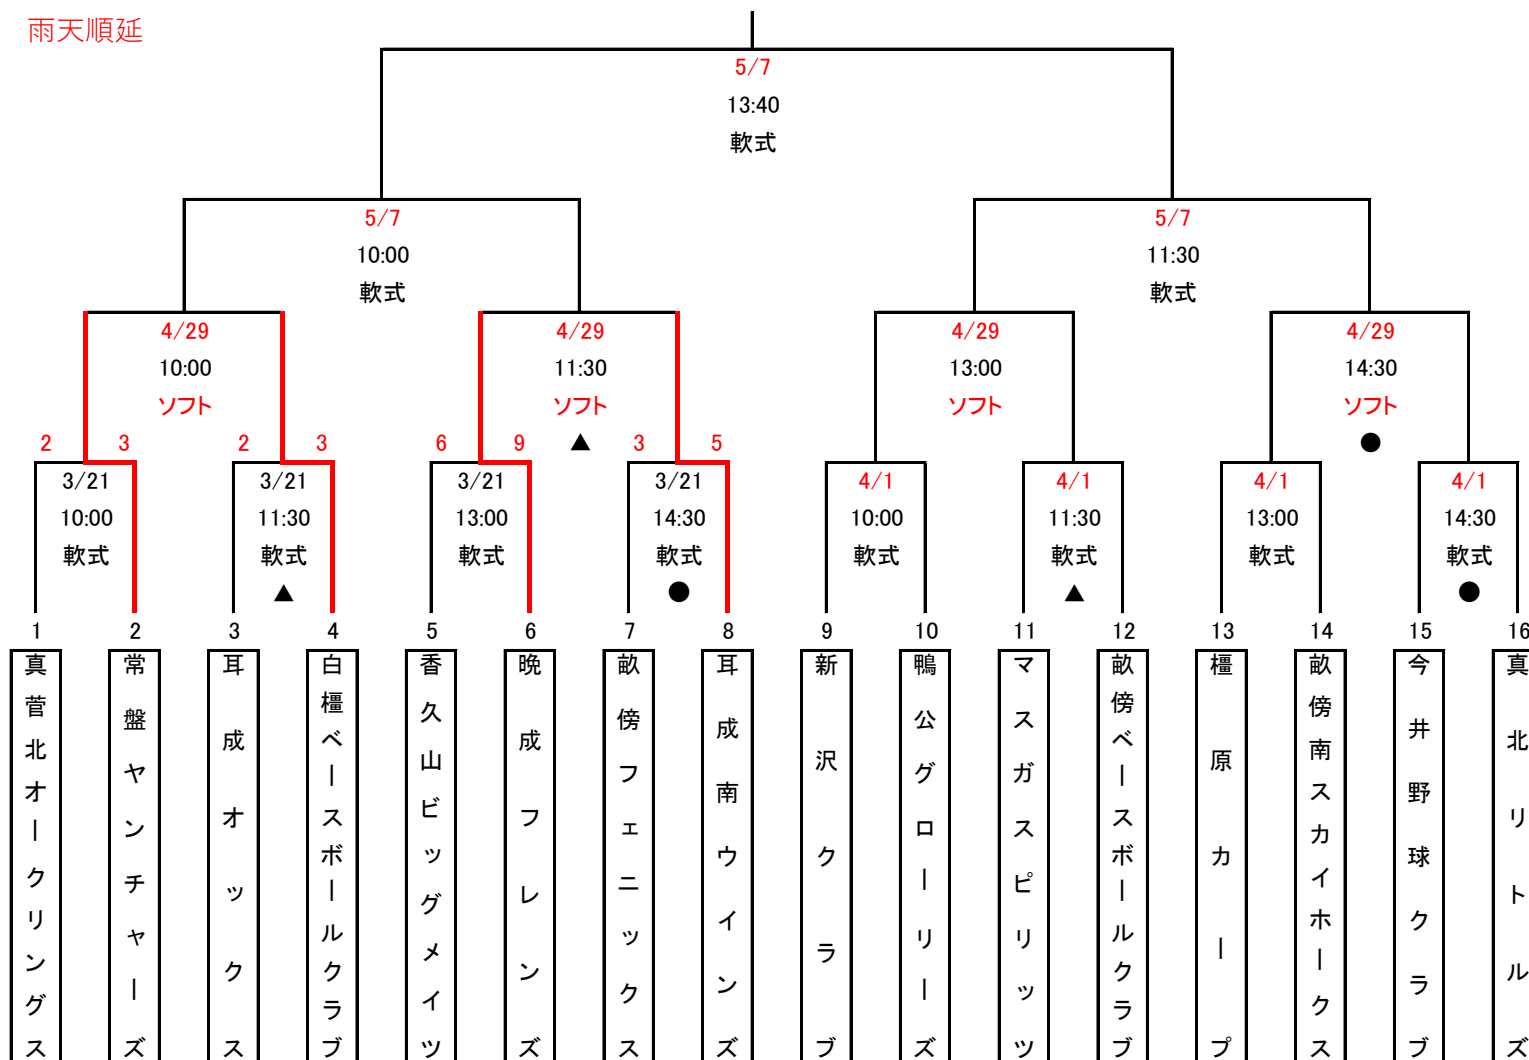 雨天順延
5/7
13:40
軟式
5/7
10:00
軟式
5/7
11:30
軟式
4/29
10:00
ソフト
4/29
11:30
ソフト
▲
4/29
13:00
ソフト
4/29
14:30
ソフト
●
2 3
3/21
10:00
軟式
2 3
3/21
11:30
軟式
▲
6 9
3/21
13:00
軟式
3 5
3/21
14:30
軟式
●
4/1
10:00
軟式
4/1
11:30
軟式
▲
4/1
13:00
軟式
4/1
14:30
軟式
●
1
真菅北オークリングス
2
常盤ヤンチャーズ
3
耳成オックス
4
白橿ベースボールクラブ
5
香久山ビッグメイツ
6
晩成フレンズ
7
畝傍フェニックス
8
耳成南ウインズ
9
新沢クラブ
10
鴨公グローリーズ
11
マスガスピリッツ
12
畝傍ベースボールクラブ
13
橿原カープ
14
畝傍南スカイホークス
15
今井野球クラブ
16
真北リトルズ